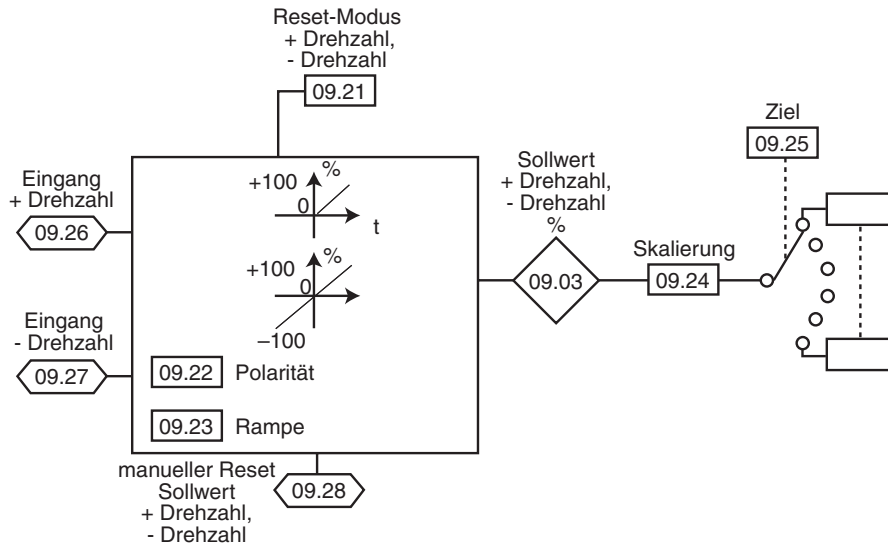 Reset-Modus
+ Drehzahl,
- Drehzahl
09.21
Eingang
+ Drehzahl
09.26
%
+100
0
t
%
+100
0
–100
Eingang
- Drehzahl
09.27
09.22 Polarität
09.23 Rampe
manueller Reset
Sollwert
+ Drehzahl,
- Drehzahl
09.28
Sollwert
+ Drehzahl,
- Drehzahl
%
09.03
Skalierung
09.24
Ziel
09.25